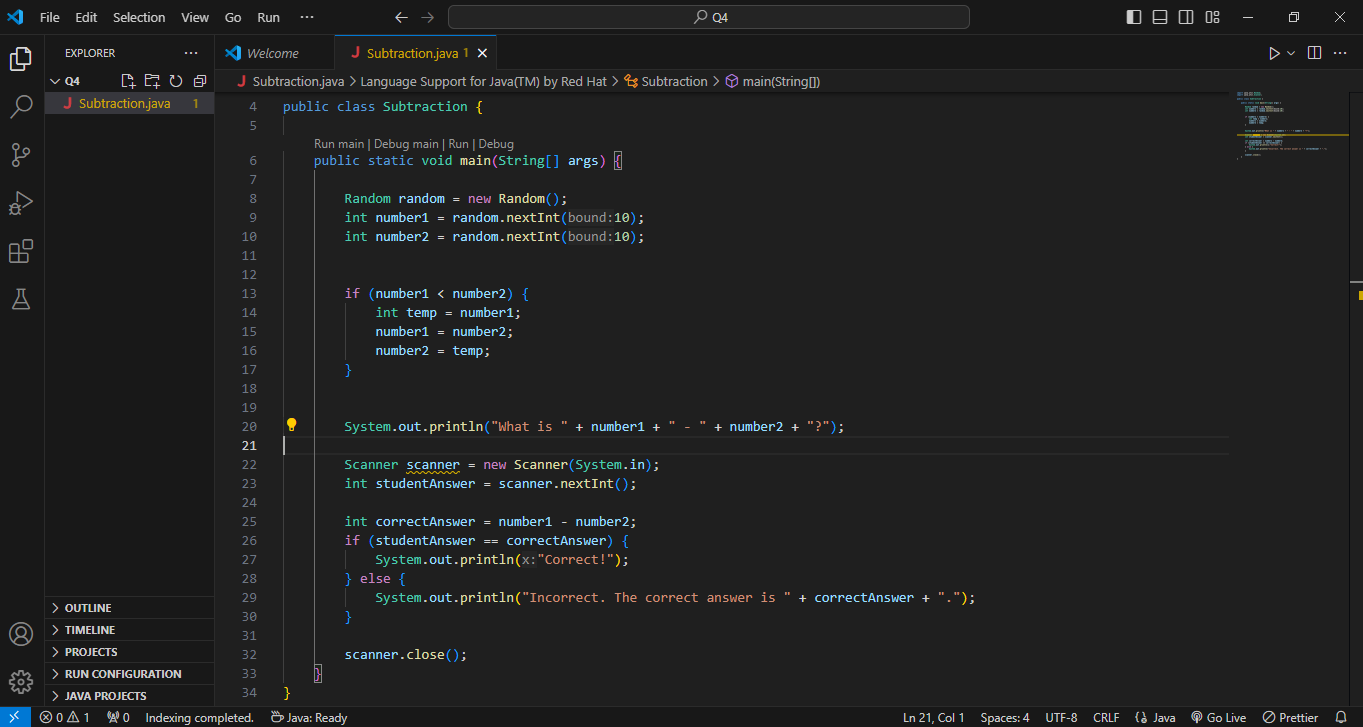 File Edit Selection View Go Run ··· Q4
EXPLORER ···
Q4
J Subtraction.java 1
OUTLINE
TIMELINE
PROJECTS
RUN CONFIGURATION
JAVA PROJECTS
Welcome J Subtraction.java 1
J Subtraction.java > Language Support for Java(TM) by Red Hat > Subtraction > main(String[])
4 public class Subtraction {
5
Run main | Debug main | Run | Debug
6 public static void main(String[] args) {
7
8 Random random = new Random();
9 int number1 = random.nextInt(bound:10);
10 int number2 = random.nextInt(bound:10);
11
12
13 if (number1 < number2) {
14 int temp = number1;
15 number1 = number2;
16 number2 = temp;
17 }
18
19
20 System.out.println("What is " + number1 + " - " + number2 + "?");
21
22 Scanner scanner = new Scanner(System.in);
23 int studentAnswer = scanner.nextInt();
24
25 int correctAnswer = number1 - number2;
26 if (studentAnswer == correctAnswer) {
27 System.out.println(x:"Correct!");
28 } else {
29 System.out.println("Incorrect. The correct answer is " + correctAnswer + ".");
30 }
31
32 scanner.close();
33 }
34 }
0 1 0 Indexing completed. Java: Ready Ln 21, Col 1 Spaces: 4 UTF-8 CRLF {} Java Go Live Prettier